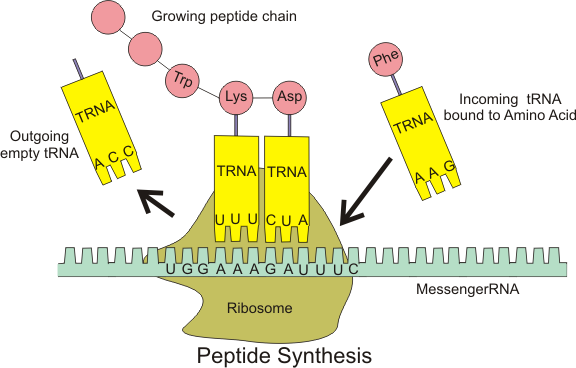 Growing peptide chain
Trp
Lys
Asp
Phe
TRNA
A C C
Outgoing
empty tRNA
TRNA
U U U
TRNA
C U A
TRNA
A A G
Incoming tRNA
bound to Amino Acid
U G G A A A G A U U U C
MessengerRNA
Ribosome
Peptide Synthesis